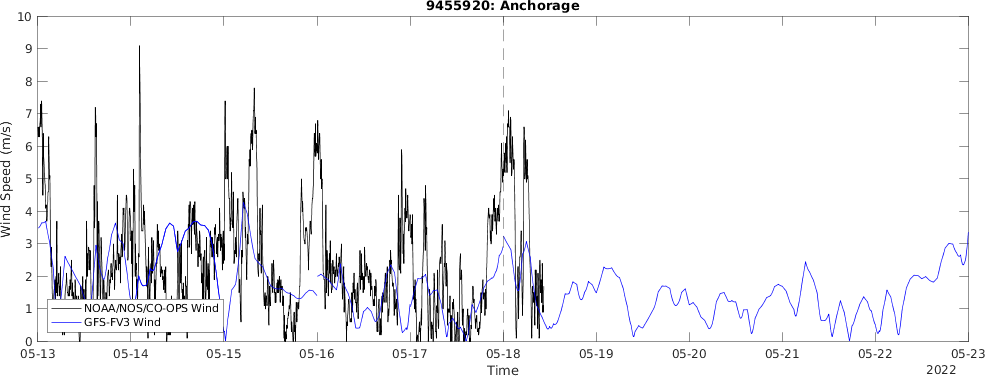 9455920: Anchorage
10
9
8
7
6
5
4
3
2
1
0
Wind Speed (m/s)
NOAA/NOS/CO-OPS Wind
GFS-FV3 Wind
05-13 05-14 05-15 05-16 05-17 05-18 05-19 05-20 05-21 05-22 05-23
Time
2022